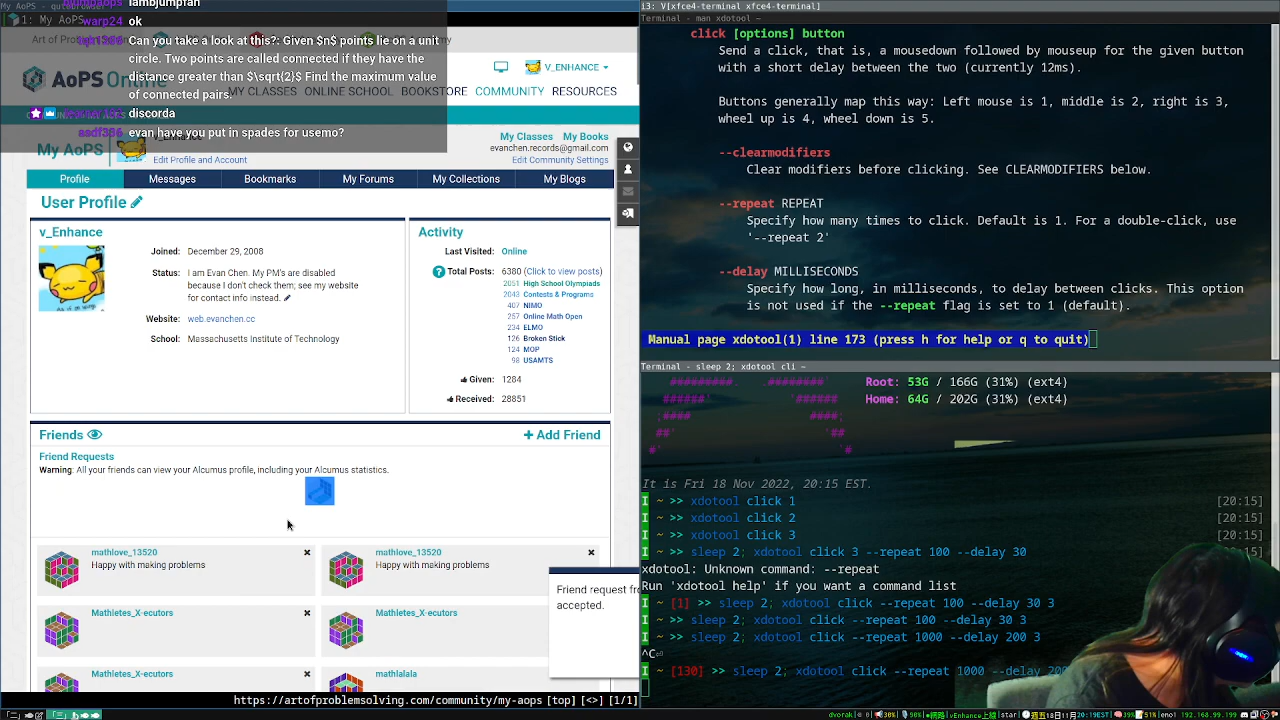 1: My AoPS - qutebrowser
iambjumpfan
warp24
ok
Can you take a look at this?: Given $n$ points lie on a unit
circle. Two points are called connected if they have the
distance greater than $\sqrt{2}$ Find the maximum value
of connected pairs.
discorda
asdf386
evan have you put in spades for usemo?
Art of Pro
AoPS Online
V_ENHANCE
MY CLASSES
ONLINE SCHOOL
BOOKSTORE
COMMUNITY
RESOURCES
My AoPS
Edit Profile and Account
My Classes
My Books
evanchen.records@gmail.com
Edit Community Settings
Profile
Messages
Bookmarks
My Forums
My Collections
My Blogs
User Profile
v_Enhance
Joined: December 29, 2008
Status: I am Evan Chen. My PM's are disabled
because I don't check them; see my website
for contact info instead.
Website: web.evanchen.cc
School: Massachusetts Institute of Technology
Activity
Last Visited: Online
Total Posts: 6380 (Click to view posts)
2051 High School Olympiads
2043 Contests & Programs
407 NIMO
257 Online Math Open
234 ELMO
126 Broken Stick
124 MOP
98 USAMTS
Given: 1284
Received: 28851
Friends
+ Add Friend
Friend Requests
Warning: All your friends can view your Alcumus profile, including your Alcumus statistics.
mathlove_13520
Happy with making problems
mathlove_13520
Happy with making problems
Mathletes_X-ecutors
Mathletes_X-ecutors
Mathletes_X-ecutors
mathlalala
Friend request fro
accepted.
https://artofproblemsolving.com/community/my-aops [top] [<>] [1/1]
i3: V[xfce4-terminal xfce4-terminal]
Terminal - man xdotool ~
click [options] button
Send a click, that is, a mousedown followed by mouseup for the given button
with a short delay between the two (currently 12ms).
Buttons generally map this way: Left mouse is 1, middle is 2, right is 3,
wheel up is 4, wheel down is 5.
--clearmodifiers
Clear modifiers before clicking. See CLEARMODIFIERS below.
--repeat REPEAT
Specify how many times to click. Default is 1. For a double-click, use
'--repeat 2'
--delay MILLISECONDS
Specify how long, in milliseconds, to delay between clicks. This option
is not used if the --repeat flag is set to 1 (default).
Manual page xdotool(1) line 173 (press h for help or q to quit)
Terminal - sleep 2; xdotool cli ~
Root: 53G / 166G (31%) (ext4)
Home: 64G / 202G (31%) (ext4)
It is Fri 18 Nov 2022, 20:15 EST.
I ~ >> xdotool click 1 [20:15]
I ~ >> xdotool click 2 [20:15]
I ~ >> xdotool click 3 [20:15]
I ~ >> sleep 2; xdotool click 3 --repeat 100 --delay 30 [20:15]
xdotool: Unknown command: --repeat
Run 'xdotool help' if you want a command list
I ~ [1] >> sleep 2; xdotool click --repeat 100 --delay 30 3
I ~ >> sleep 2; xdotool click --repeat 100 --delay 30 3
I ~ >> sleep 2; xdotool click --repeat 1000 --delay 200 3
^C⏎
I ~ [130] >> sleep 2; xdotool click --repeat 1000 --delay 200
dvorak